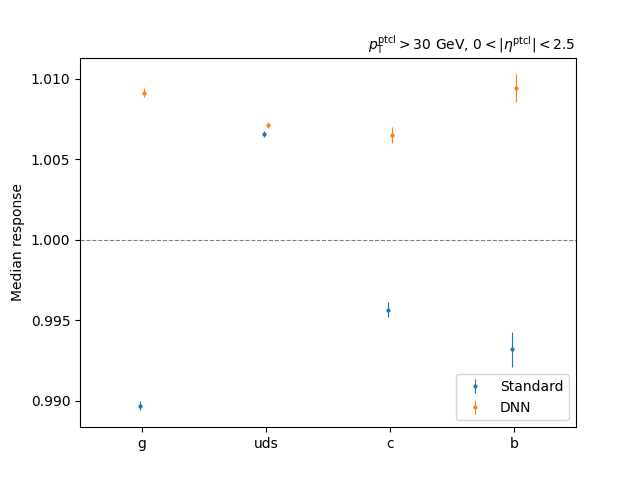 p_T^ptcl > 30 GeV, 0 < |η^ptcl| < 2.5
1.010
1.005
1.000
0.995
0.990
Median response
g uds c b
Standard
DNN